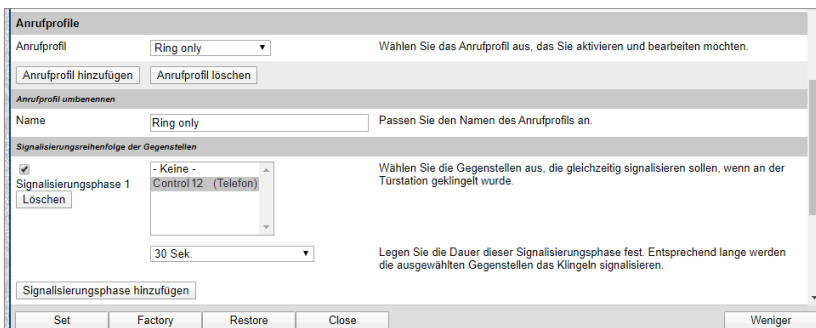 Anrufprofile
Anrufprofil
Ring only
Wählen Sie das Anrufprofil aus, das Sie aktivieren und bearbeiten möchten.
Anrufprofil hinzufügen
Anrufprofil löschen
Anrufprofil umbenennen
Name
Ring only
Passen Sie den Namen des Anrufprofils an.
Signalisierungsreihenfolge der Gegenstellen
Signalisierungsphase 1
Löschen
- Keine -
Control 12 (Telefon)
Wählen Sie die Gegenstellen aus, die gleichzeitig signalisieren sollen, wenn an der
Türstation geklingelt wurde.
30 Sek.
Legen Sie die Dauer dieser Signalisierungsphase fest. Entsprechend lange werden
die ausgewählten Gegenstellen das Klingeln signalisieren.
Signalisierungsphase hinzufügen
Set
Factory
Restore
Close
Weniger